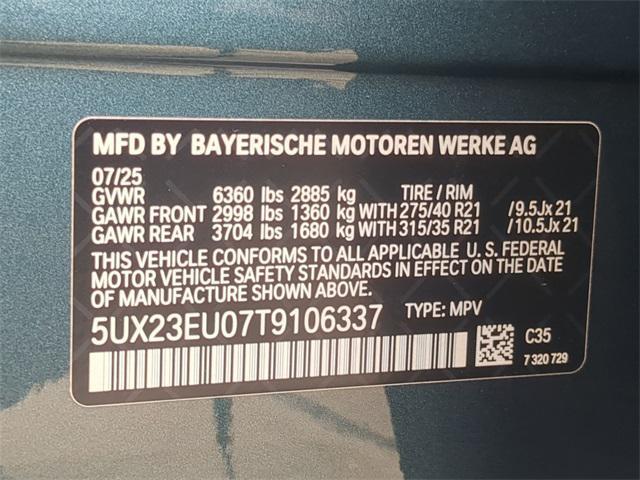 MFD BY BAYERISCHE MOTOREN WERKE AG
07/25
GVWR 6360 lbs 2885 kg TIRE / RIM
GAWR FRONT 2998 lbs 1360 kg WITH 275/40 R21 /9.5Jx21
GAWR REAR 3704 lbs 1680 kg WITH 315/35 R21 /10.5Jx21
THIS VEHICLE CONFORMS TO ALL APPLICABLE U. S. FEDERAL
MOTOR VEHICLE SAFETY STANDARDS IN EFFECT ON THE DATE
OF MANUFACTURE SHOWN ABOVE.
5UX23EU07T9106337 TYPE: MPV
C35
7 320 729